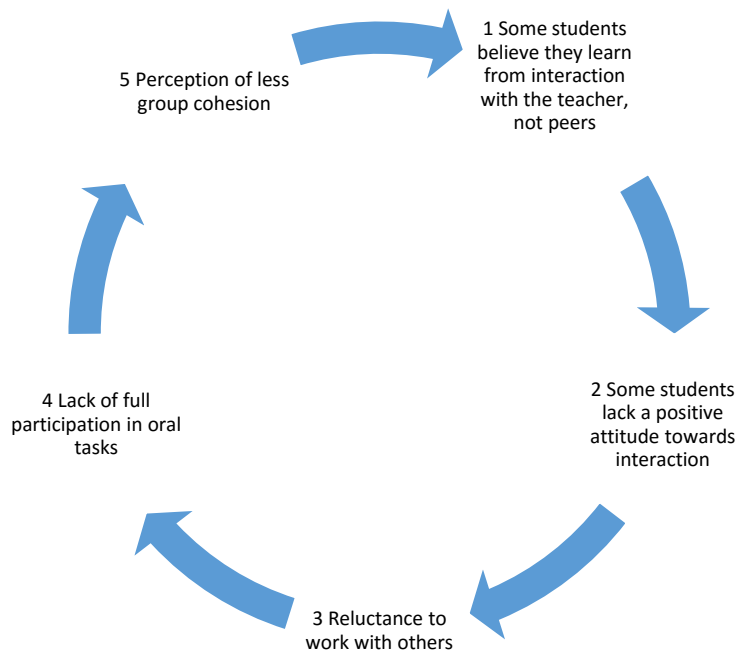 1 Some students
believe they learn
from interaction
with the teacher,
not peers
2 Some students
lack a positive
attitude towards
interaction
3 Reluctance to
work with others
4 Lack of full
participation in oral
tasks
5 Perception of less
group cohesion